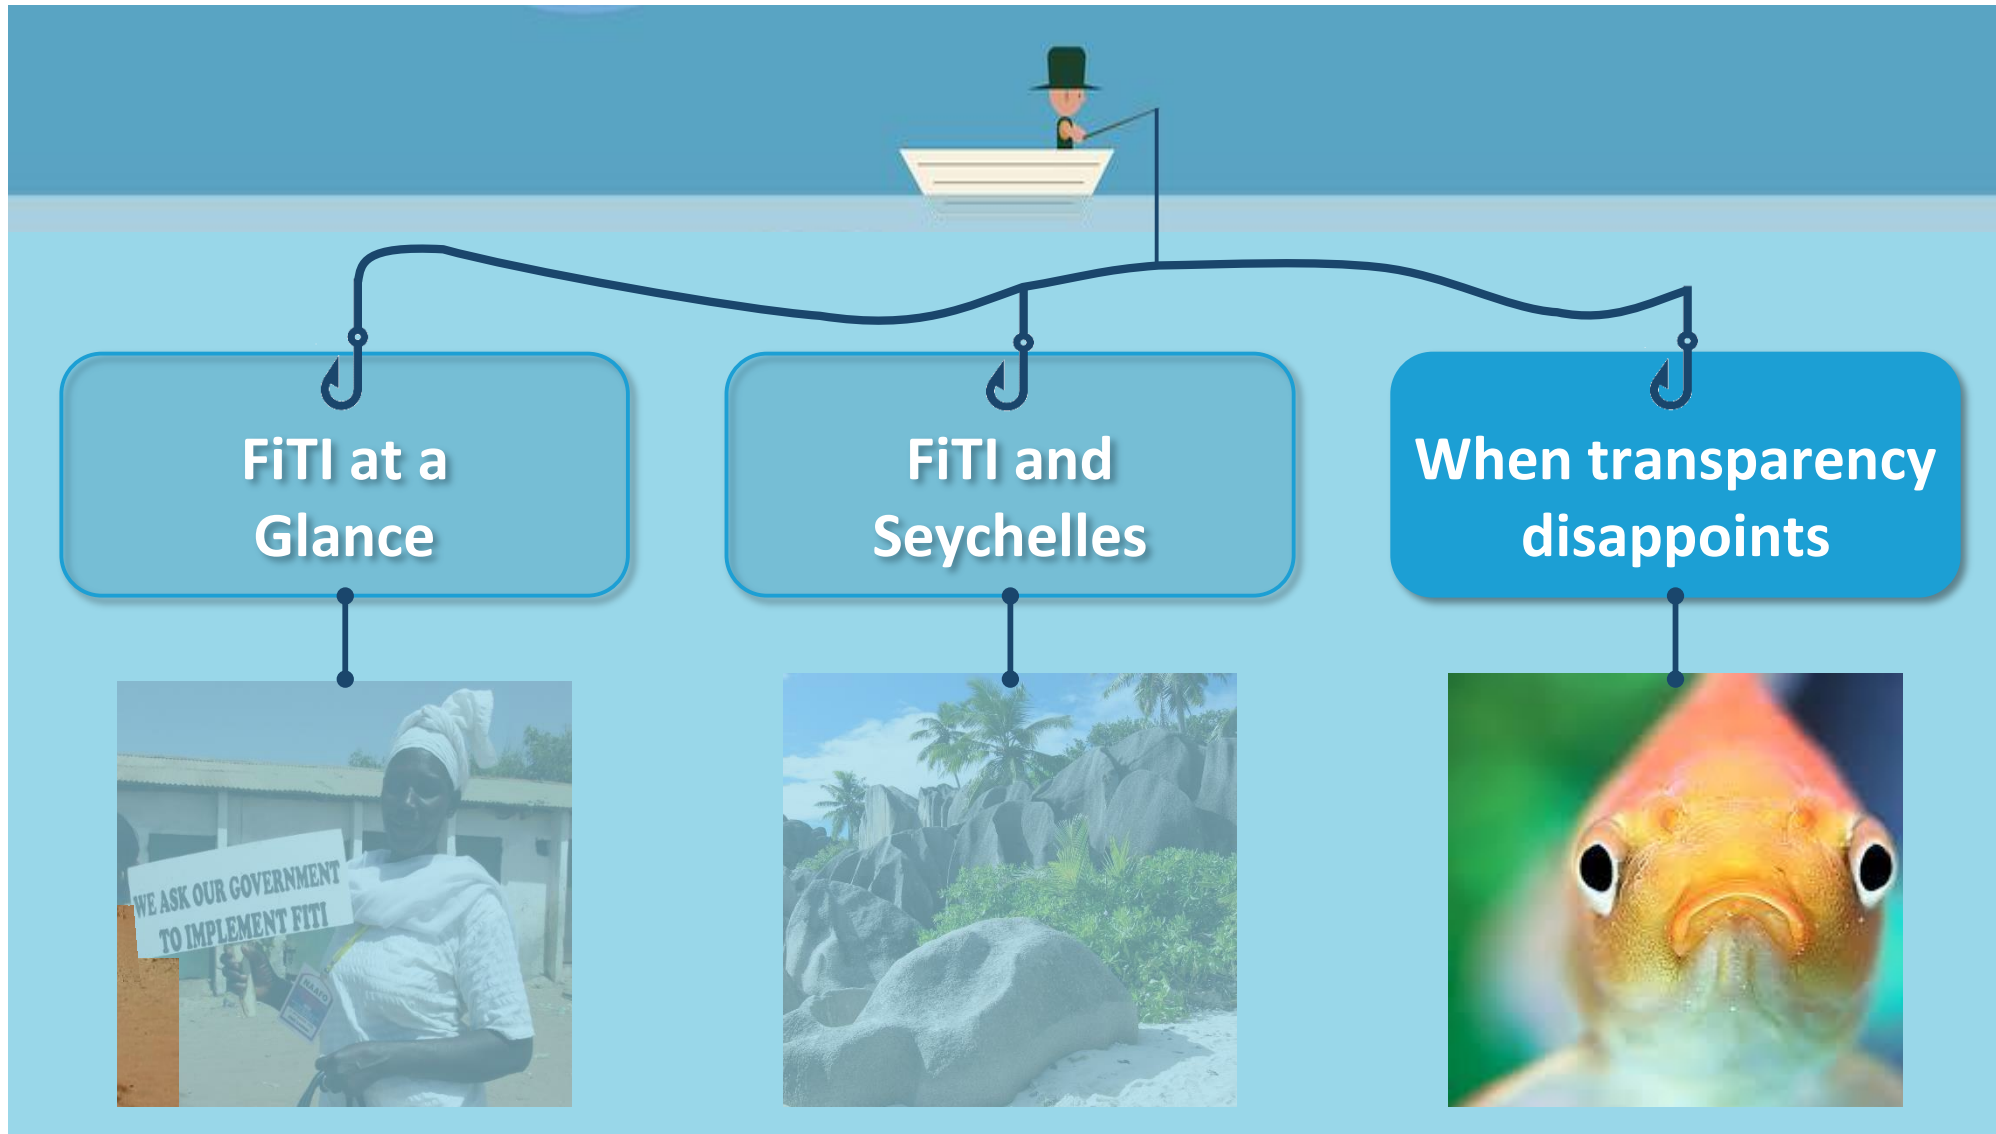 FiTI at a
Glance
FiTI and
Seychelles
When transparency
disappoints
WE ASK OUR GOVERNMENT
TO IMPLEMENT FITI